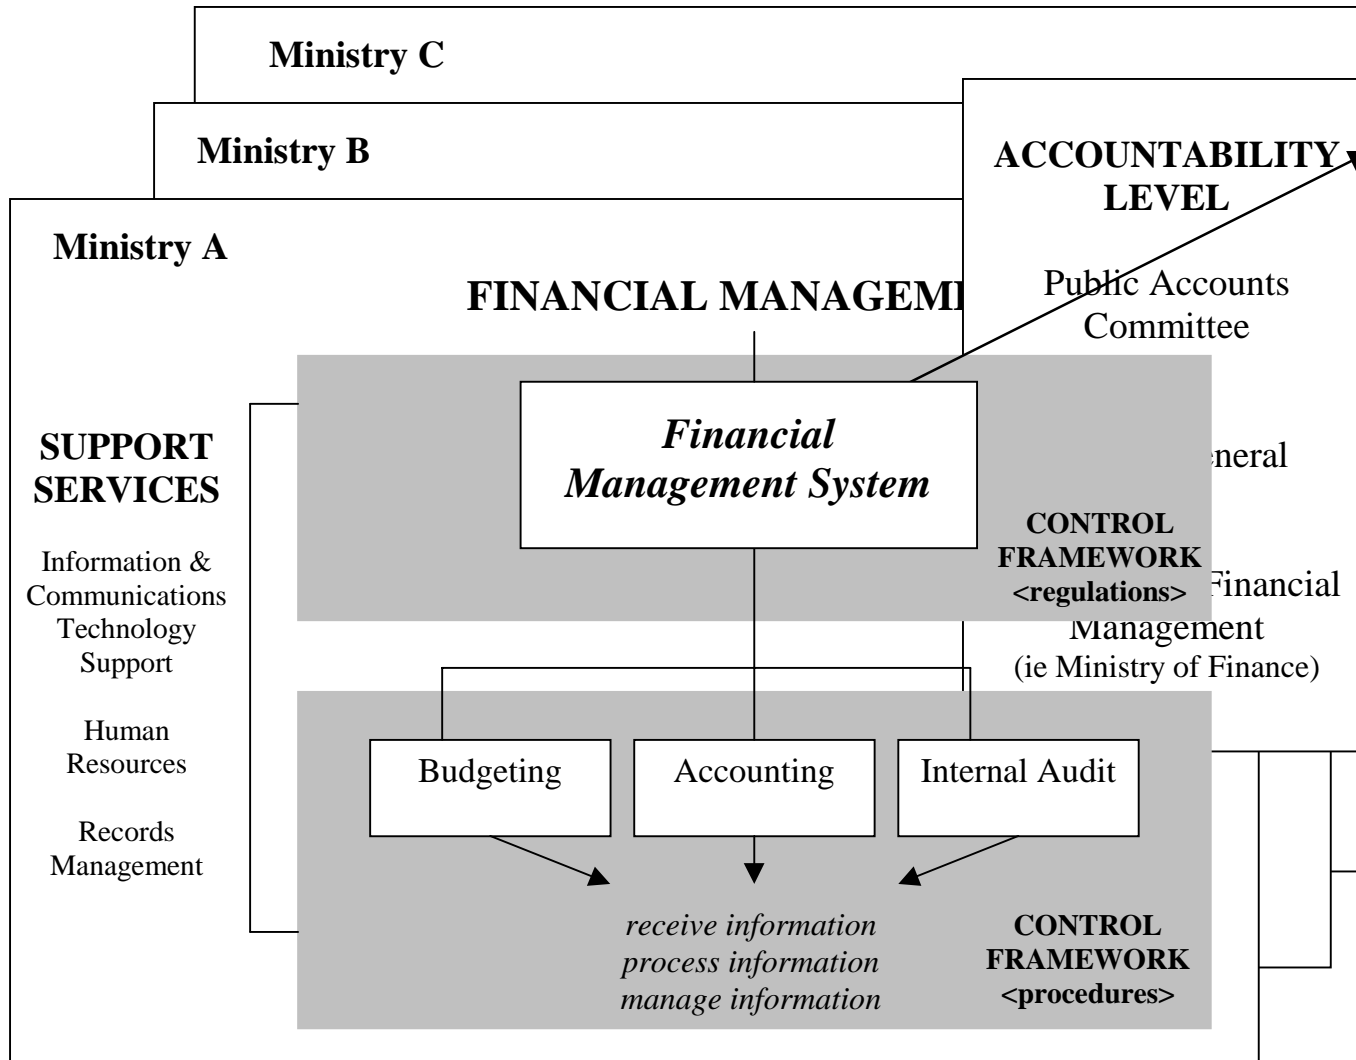 Ministry C
Ministry B
Ministry A
FINANCIAL
SUPPORT
SERVICES
Information &
Communications
Technology
Support
Human
Resources
Records
Management
Financial
Management System
CONTROL
FRAMEWORK
<regulations>
Budgeting
Accounting
Internal Audit
receive information
process information
manage information
CONTROL
FRAMEWORK
<procedures>
ACCOUNTABILITY
LEVEL
Public Accounts
Committee
Financial
Management
(ie Ministry of Finance)